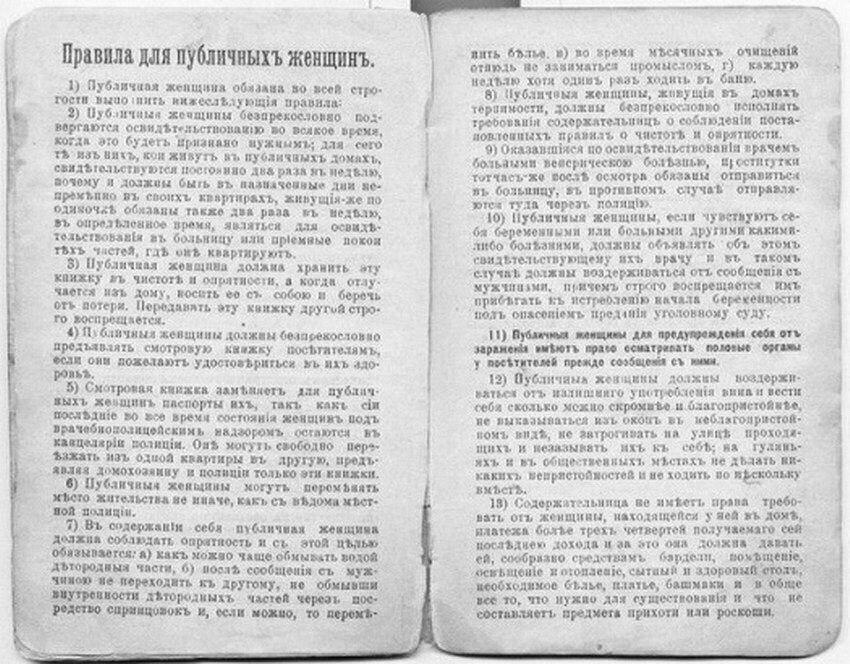 Правила для публичныхъ женщинъ.
1) Публичная женщина обязана во всей стро-
гости выполнить нижеслѣдующія правила:
2) Публичныя женщины безпрекословно под-
вергаются освидѣтельствованію во всякое время,
когда это будетъ признано нужнымъ; для сего
тѣ изъ нихъ, кои живутъ въ публичныхъ домахъ,
свидѣтельствуются постоянно два раза въ недѣлю,
почему и должны быть въ назначенные дни не-
премѣнно въ своихъ квартирахъ, живущія-же по
одиночкѣ обязаны также два раза въ недѣлю,
въ опредѣленное время, являться для освидѣ-
тельствованія въ больницу или пріемные покои
тѣхъ частей, гдѣ онѣ квартируютъ.
3) Публичная женщина должна хранить эту
книжку въ чистотѣ и опрятности, а когда отлу-
чается изъ дому, носить ее съ собою и беречь
отъ потери. Передавать эту книжку другой стро-
го воспрещается.
4) Публичныя женщины должны безпрекословно
предъявлять смотровую книжку посѣтителямъ,
если они пожелаютъ удостовѣриться въ ихъ здо-
ровьѣ.
5) Смотровая книжка замѣняетъ для публич-
ныхъ женщинъ паспорты ихъ, такъ какъ сіи
послѣдніе во все время состоянія женщинъ подъ
врачебнополицейскимъ надзоромъ остаются въ
канцеляріи полиціи. Онѣ могутъ свободно пере-
ѣзжать изъ одной квартиры въ другую, предъ-
являя домохозяину и полиціи только эти книжки.
6) Публичныя женщины могутъ перемѣнять
мѣсто жительства не иначе, какъ съ вѣдома мѣст-
ной полиціи.
7) Въ содержаніи себя публичная женщина
должна соблюдать опрятность и съ этой цѣлью
обязывается: а) какъ можно чаще обмывать водой
дѣтородныя части, б) послѣ сообщенія съ муж-
чиною не переходить къ другому, не обмывши
внутренности дѣтородныхъ частей черезъ пос-
редство спринцовокъ и, если можно, то перемѣ-
нить бѣлье, в) во время мѣсячныхъ очищеній
отнюдь не заниматься промысломъ, г) каждую
недѣлю хотя одинъ разъ ходить въ баню.
8) Публичныя женщины, живущія въ домахъ
терпимости, должны безпрекословно исполнять
требованія содержательницъ о соблюденіи поста-
новленныхъ правилъ о чистотѣ и опрятности.
9) Оказавшіяся по освидѣтельствованіи врачемъ
больными венерическою болѣзнью, проститутки
тотчасъ-же послѣ осмотра обязаны отправиться
въ больницу, въ противномъ случаѣ отправля-
ются туда черезъ полицію.
10) Публичныя женщины, если чувствуютъ се-
бя беременными или больными другими какими-
либо болѣзнями, должны объявлять объ этомъ
свидѣтельствующему ихъ врачу и въ такомъ
случаѣ должны воздерживаться отъ сообщенія съ
мужчинами, причемъ строго воспрещается имъ
прибѣгать къ истребленію начала беременности
подъ опасеніемъ преданія уголовному суду.
11) Публичныя женщины для предупрежденія себя отъ
зараженія имѣютъ право осматривать половые органы
у посѣтителей прежде сообщенія съ ними.
12) Публичныя женщины должны воздержи-
ваться отъ излишняго употребленія вина и вести
себя сколько можно скромнѣе и благопристойнѣе,
не выказываться изъ оконъ въ неблагопристой-
номъ видѣ, не затрогивать на улицѣ проходя-
щихъ и незазывать ихъ къ себѣ; на гулянь-
яхъ и въ общественныхъ мѣстахъ не дѣлать ни-
какихъ непристойностей и не ходить по нѣскольку
вмѣстѣ.
13) Содержательница не имѣетъ права требо-
вать отъ женщины, находящейся у ней въ домѣ,
платежа болѣе трехъ четвертей получаемаго сей
послѣднею дохода и за это она должна давать
ей, сообразно средствамъ бардели, помѣщеніе,
освѣщеніе и отопленіе, сытный и здоровый столъ,
необходимое бѣлье, платье, башмаки и въ обще
все то, что нужно для существованія и что не
составляетъ предмета прихоти или роскоши.